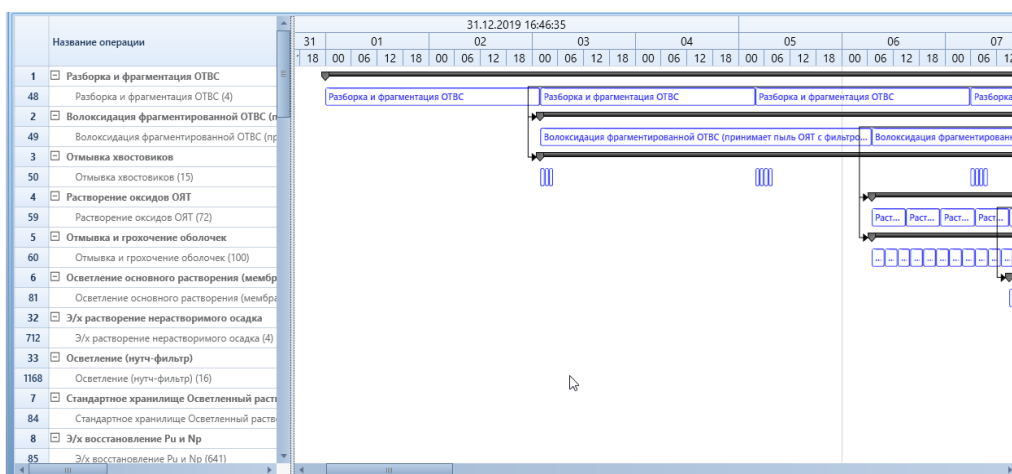 31.12.2019 16:46:35
Название операции
31 01 02 03 04 05 06 07
18 00 06 12 18 00 06 12 18 00 06 12 18 00 06 12 18 00 06 12 18 00 06 12 18 00 06
1 Разборка и фрагментация ОТВС
48 Разборка и фрагментация ОТВС (4)
Разборка и фрагментация ОТВС Разборка и фрагментация ОТВС Разборка и фрагментация ОТВС Разборка
2 Волоксидация фрагментированной ОТВС (п
49 Волоксидация фрагментированной ОТВС (пр
Волоксидация фрагментированной ОТВС (принимает пыль ОЯТ с фильтро... Волоксидация фрагментирован
3 Отмывка хвостовиков
50 Отмывка хвостовиков (15)
4 Растворение оксидов ОЯТ
59 Растворение оксидов ОЯТ (72)
Раст... Раст... Раст... Раст...
5 Отмывка и грохочение оболочек
60 Отмывка и грохочение оболочек (100)
... ... ... ... ... ... ... ... ... ... ...
6 Осветление основного растворения (мембр
81 Осветление основного растворения (мембра
32 Э/х растворение нерастворимого осадка
712 Э/х растворение нерастворимого осадка (4)
33 Осветление (нутч-фильтр)
1168 Осветление (нутч-фильтр) (16)
7 Стандартное хранилище Осветленный раст
84 Стандартное хранилище Осветленный раство
8 Э/х восстановление Pu и Np
85 Э/х восстановление Pu и Np (641)